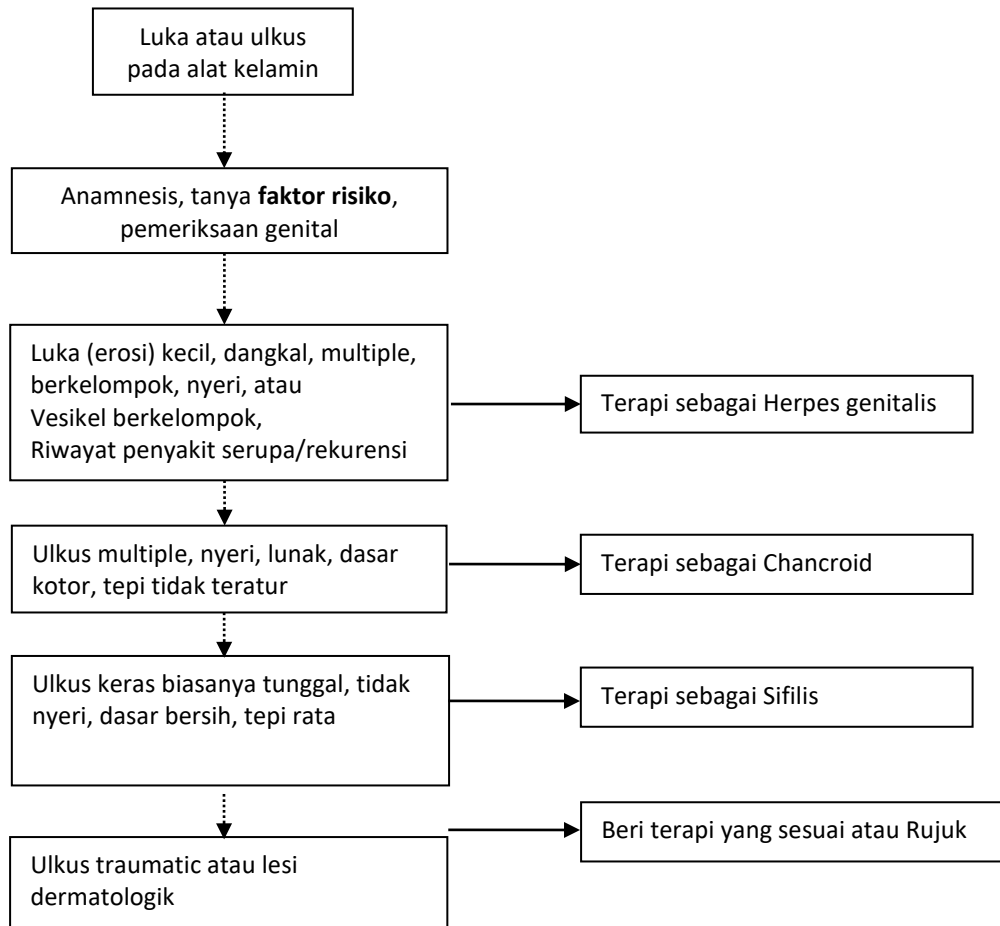 Luka atau ulkus
pada alat kelamin
Anamnesis, tanya faktor risiko,
pemeriksaan genital
Luka (erosi) kecil, dangkal, multiple,
berkelompok, nyeri, atau
Vesikel berkelompok,
Riwayat penyakit serupa/rekurensi
Terapi sebagai Herpes genitalis
Ulkus multiple, nyeri, lunak, dasar
kotor, tepi tidak teratur
Terapi sebagai Chancroid
Ulkus keras biasanya tunggal, tidak
nyeri, dasar bersih, tepi rata
Terapi sebagai Sifilis
Beri terapi yang sesuai atau Rujuk
Ulkus traumatic atau lesi
dermatologik